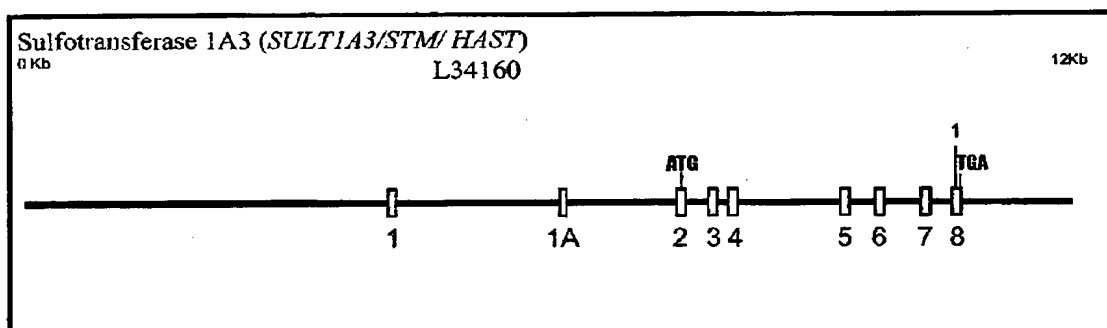 Sulfotransferase 1A3 (SULT1A3/STM/ HAST)
0 Kb
L34160
12Kb
1
ATG
TGA
1
1A
2
3
4
5
6
7
8